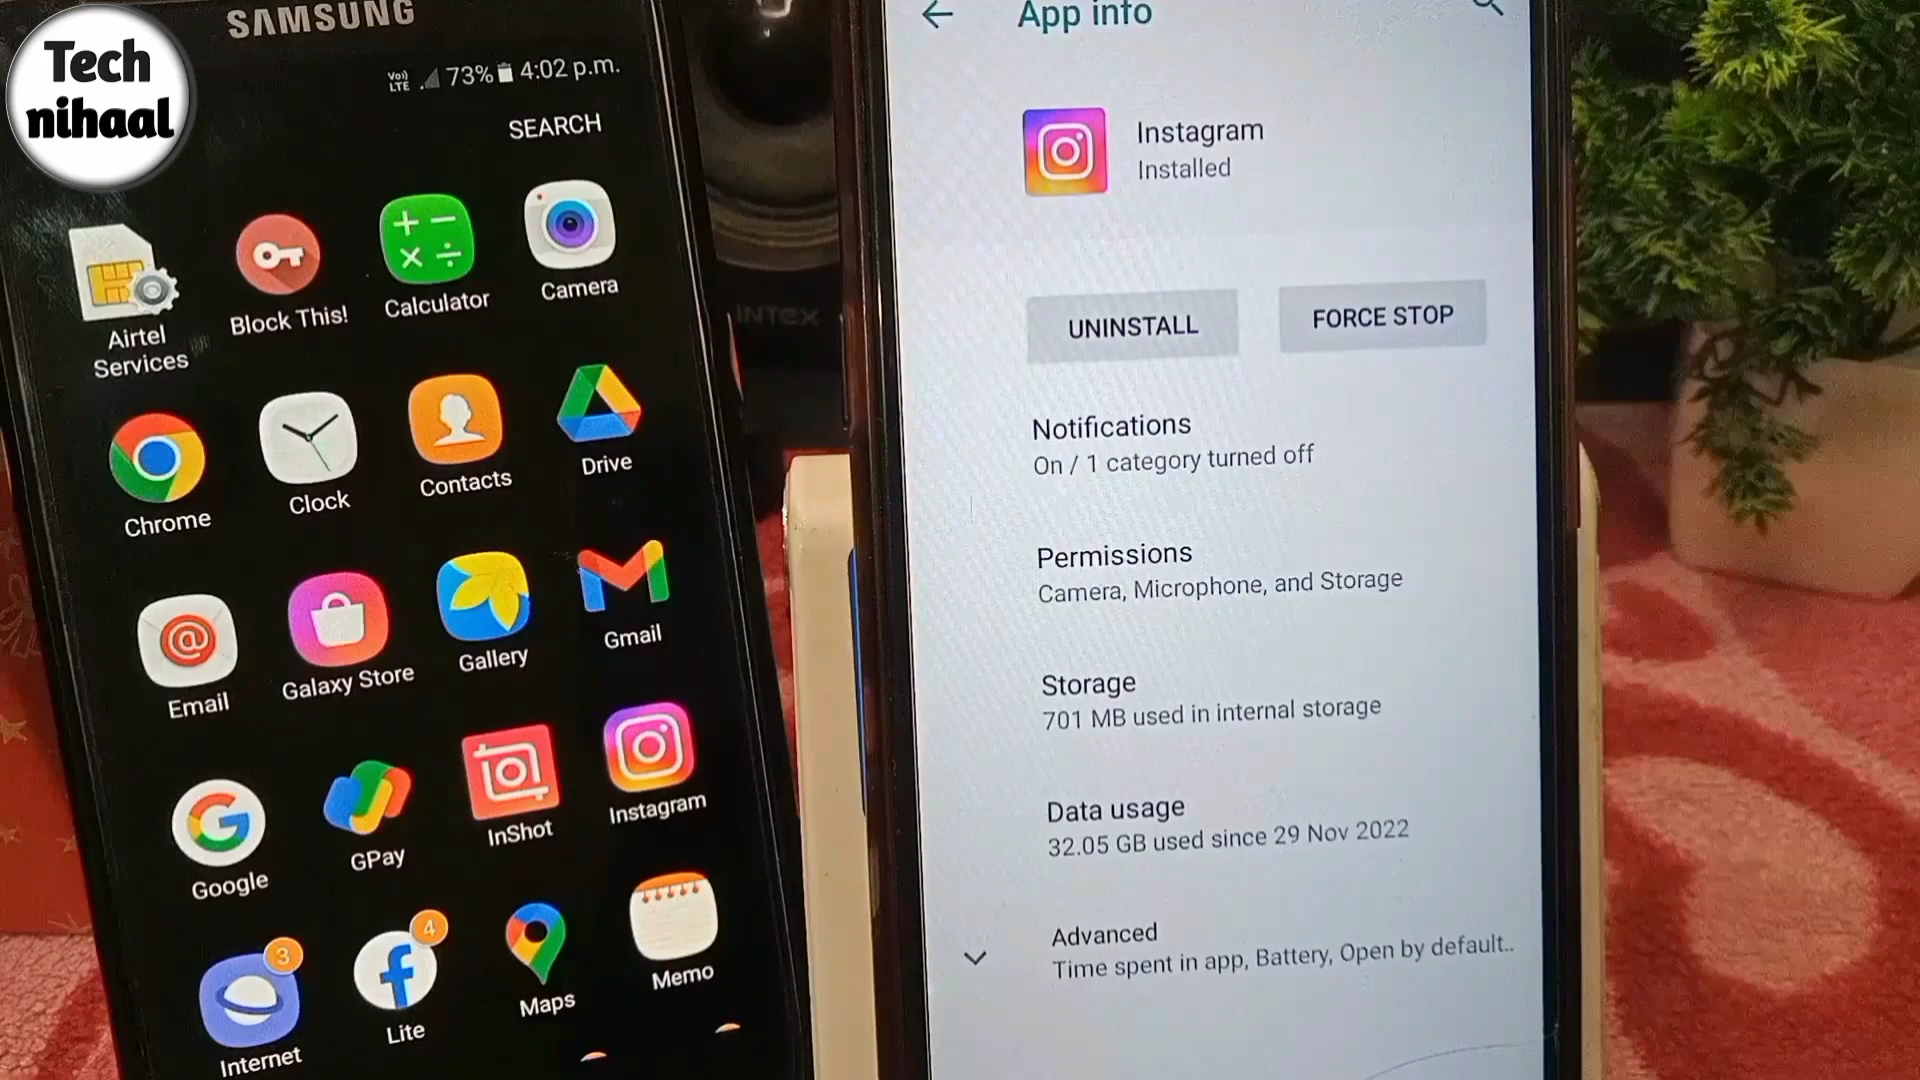 Tech
nihaal
SAMSUNG
Vo))
LTE
73%
4:02 p.m.
SEARCH
Airtel
Services
Block This!
Calculator
Camera
Chrome
Clock
Contacts
Drive
Email
Galaxy Store
Gallery
Gmail
Google
GPay
InShot
Instagram
3
Internet
4
Lite
Maps
Memo
INTEX
App info
Instagram
Installed
UNINSTALL
FORCE STOP
Notifications
On / 1 category turned off
Permissions
Camera, Microphone, and Storage
Storage
701 MB used in internal storage
Data usage
32.05 GB used since 29 Nov 2022
Advanced
Time spent in app, Battery, Open by default..